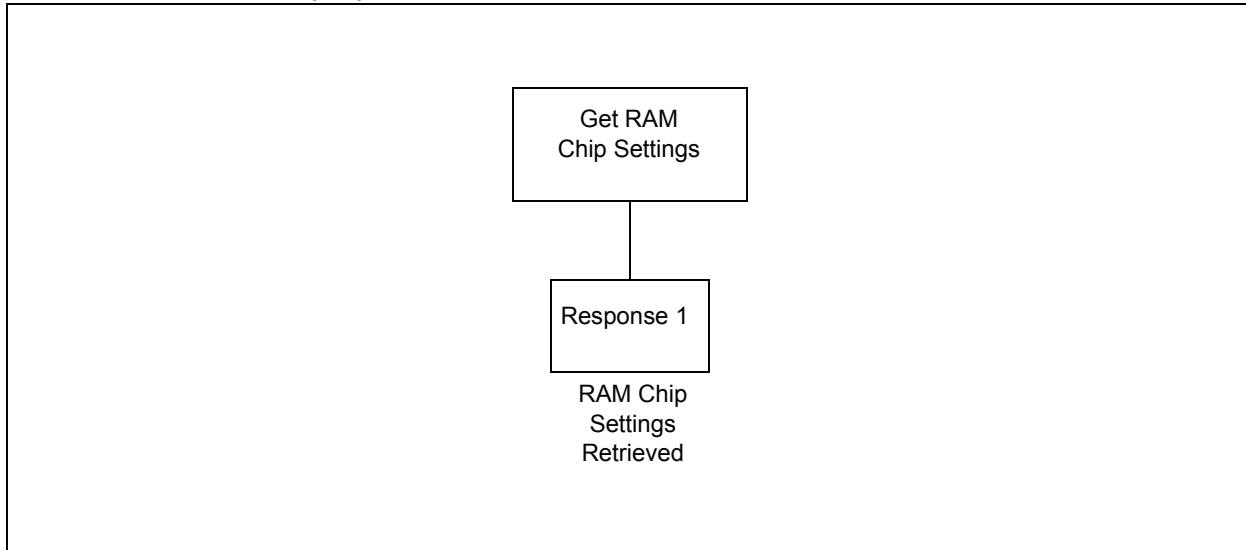 Get RAM
Chip Settings
Response 1
RAM Chip
Settings
Retrieved